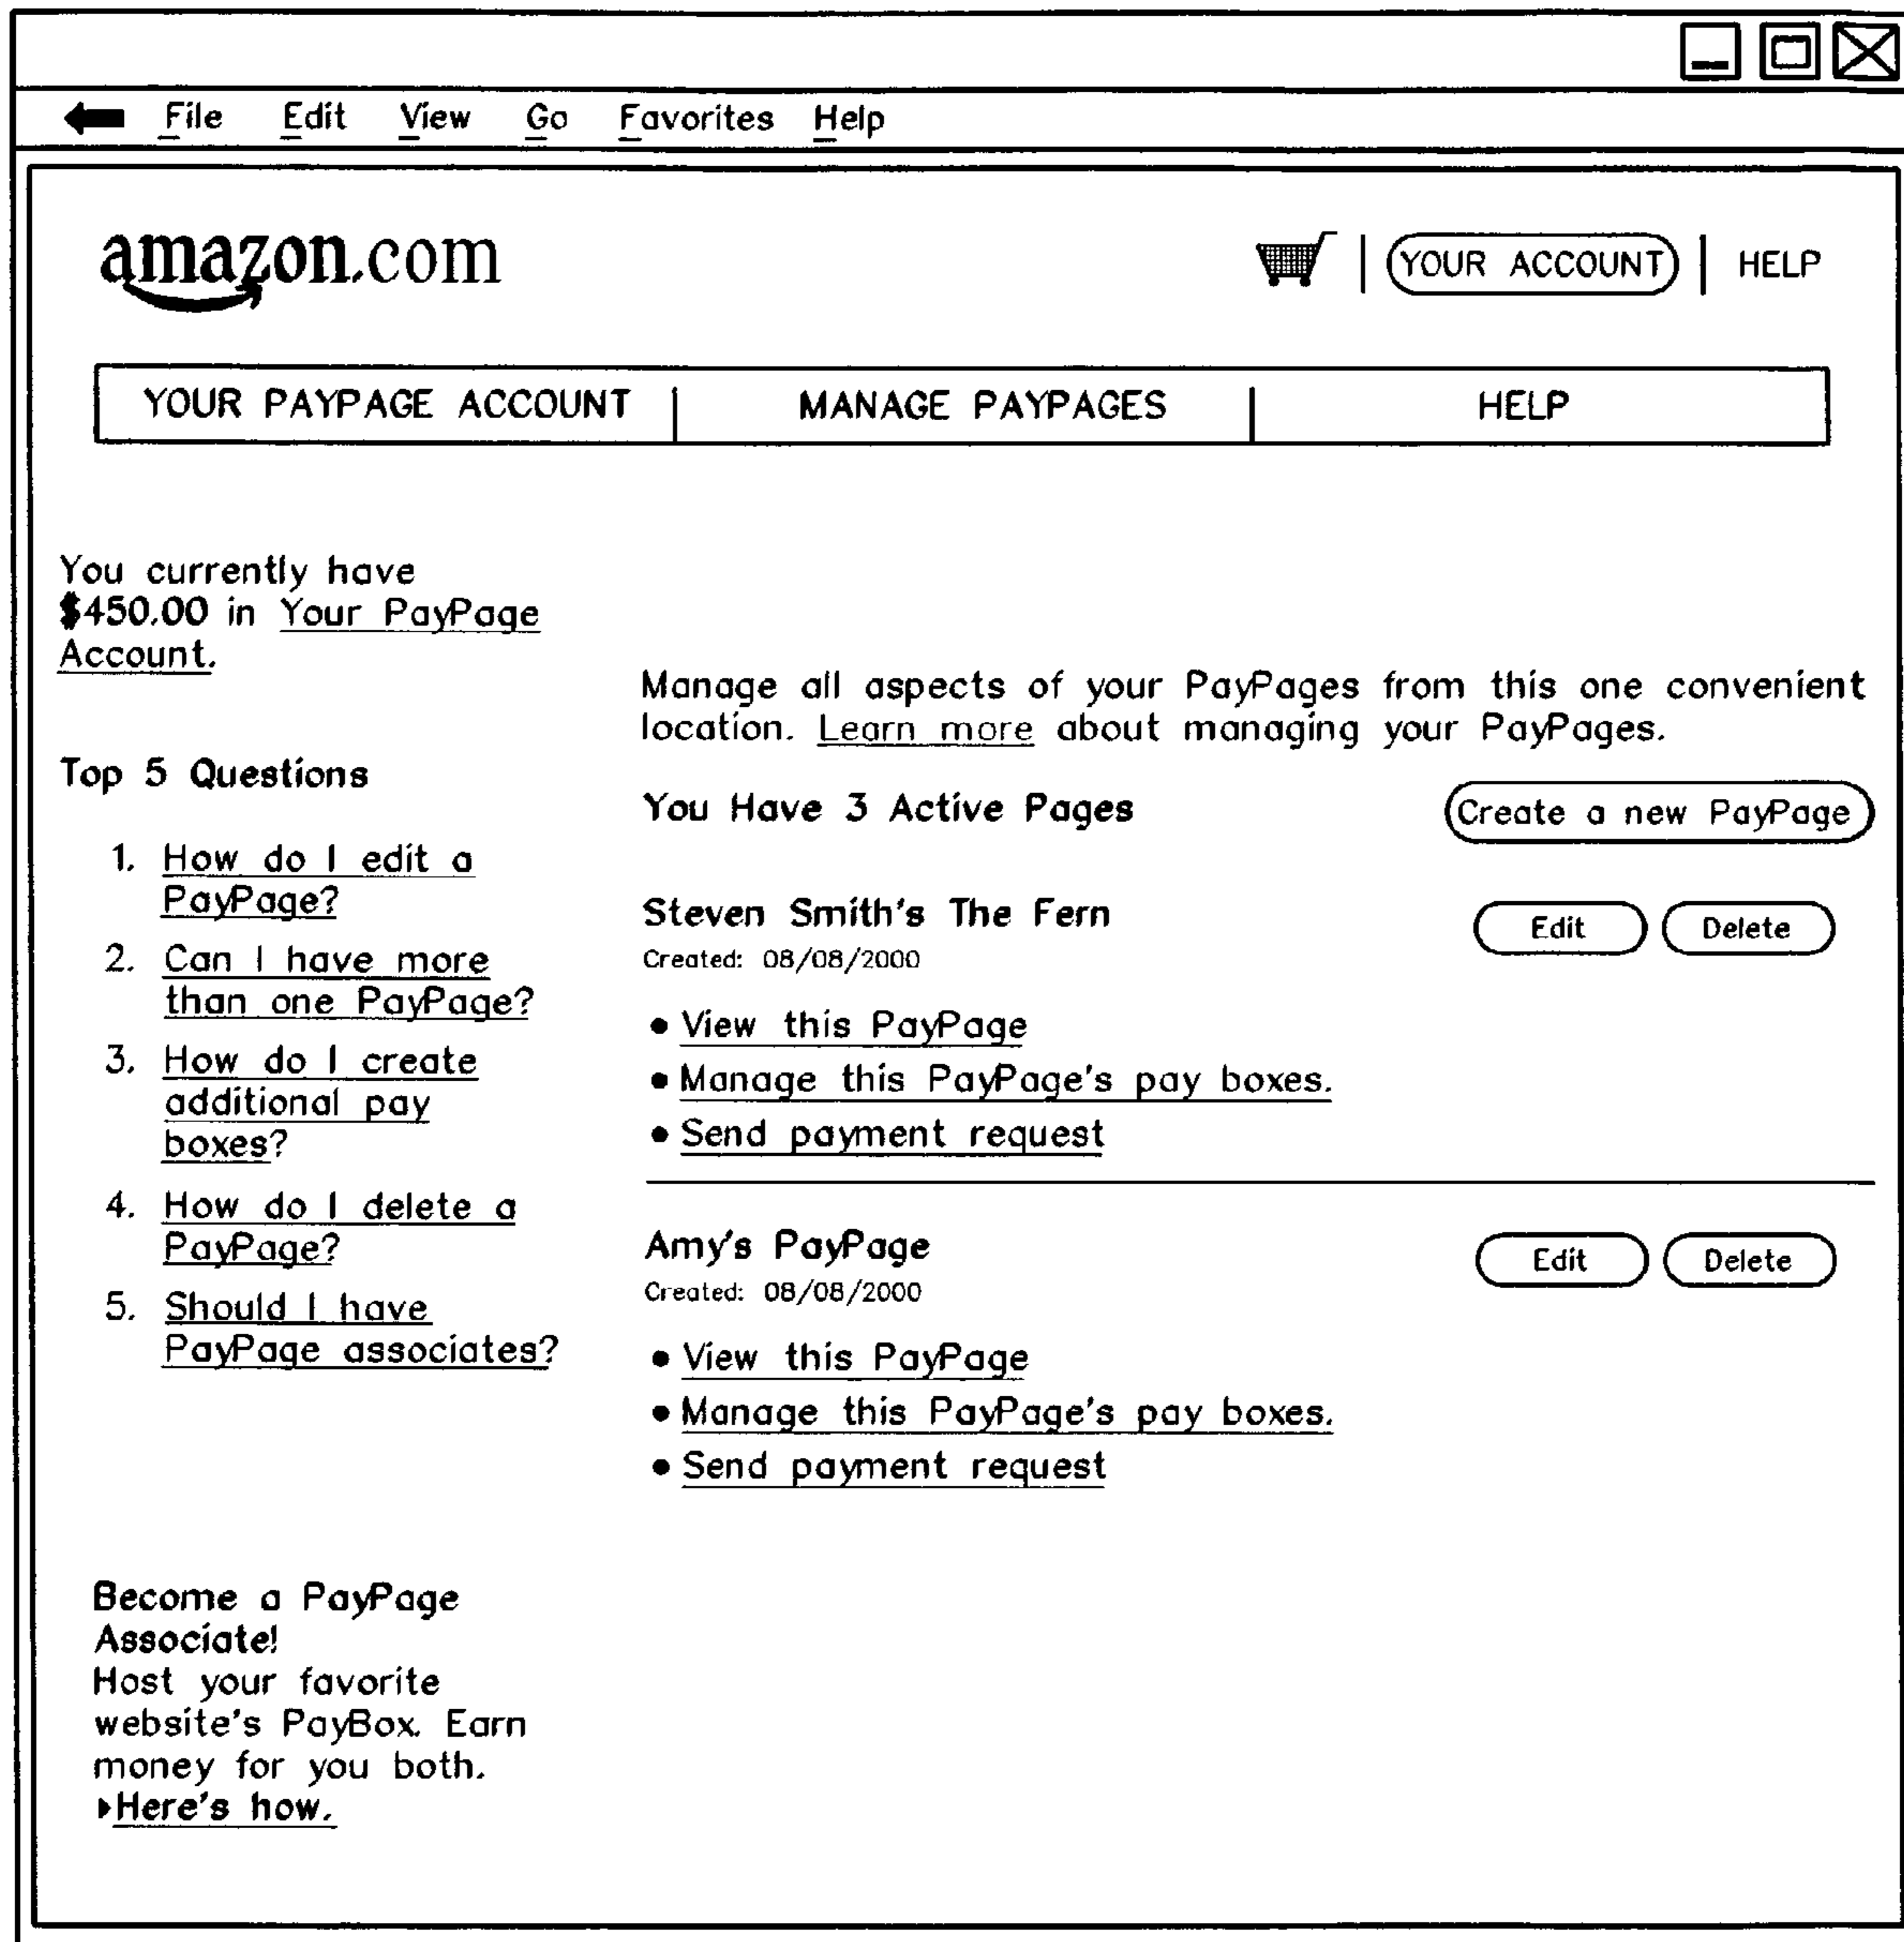 File Edit View Go Favorites Help
amazon.com
YOUR ACCOUNT HELP
YOUR PAYPAGE ACCOUNT MANAGE PAYPAGES HELP
You currently have
$450.00 in Your PayPage
Account.
Top 5 Questions
1. How do I edit a
PayPage?
2. Can I have more
than one PayPage?
3. How do I create
additional pay
boxes?
4. How do I delete a
PayPage?
5. Should I have
PayPage associates?
Become a PayPage
Associate!
Host your favorite
website's PayBox. Earn
money for you both.
Here's how.
Manage all aspects of your PayPages from this one convenient
location. Learn more about managing your PayPages.
You Have 3 Active Pages Create a new PayPage
Steven Smith's The Fern Edit Delete
Created: 08/08/2000
• View this PayPage
• Manage this PayPage's pay boxes.
• Send payment request
Amy's PayPage Edit Delete
Created: 08/08/2000
• View this PayPage
• Manage this PayPage's pay boxes.
• Send payment request